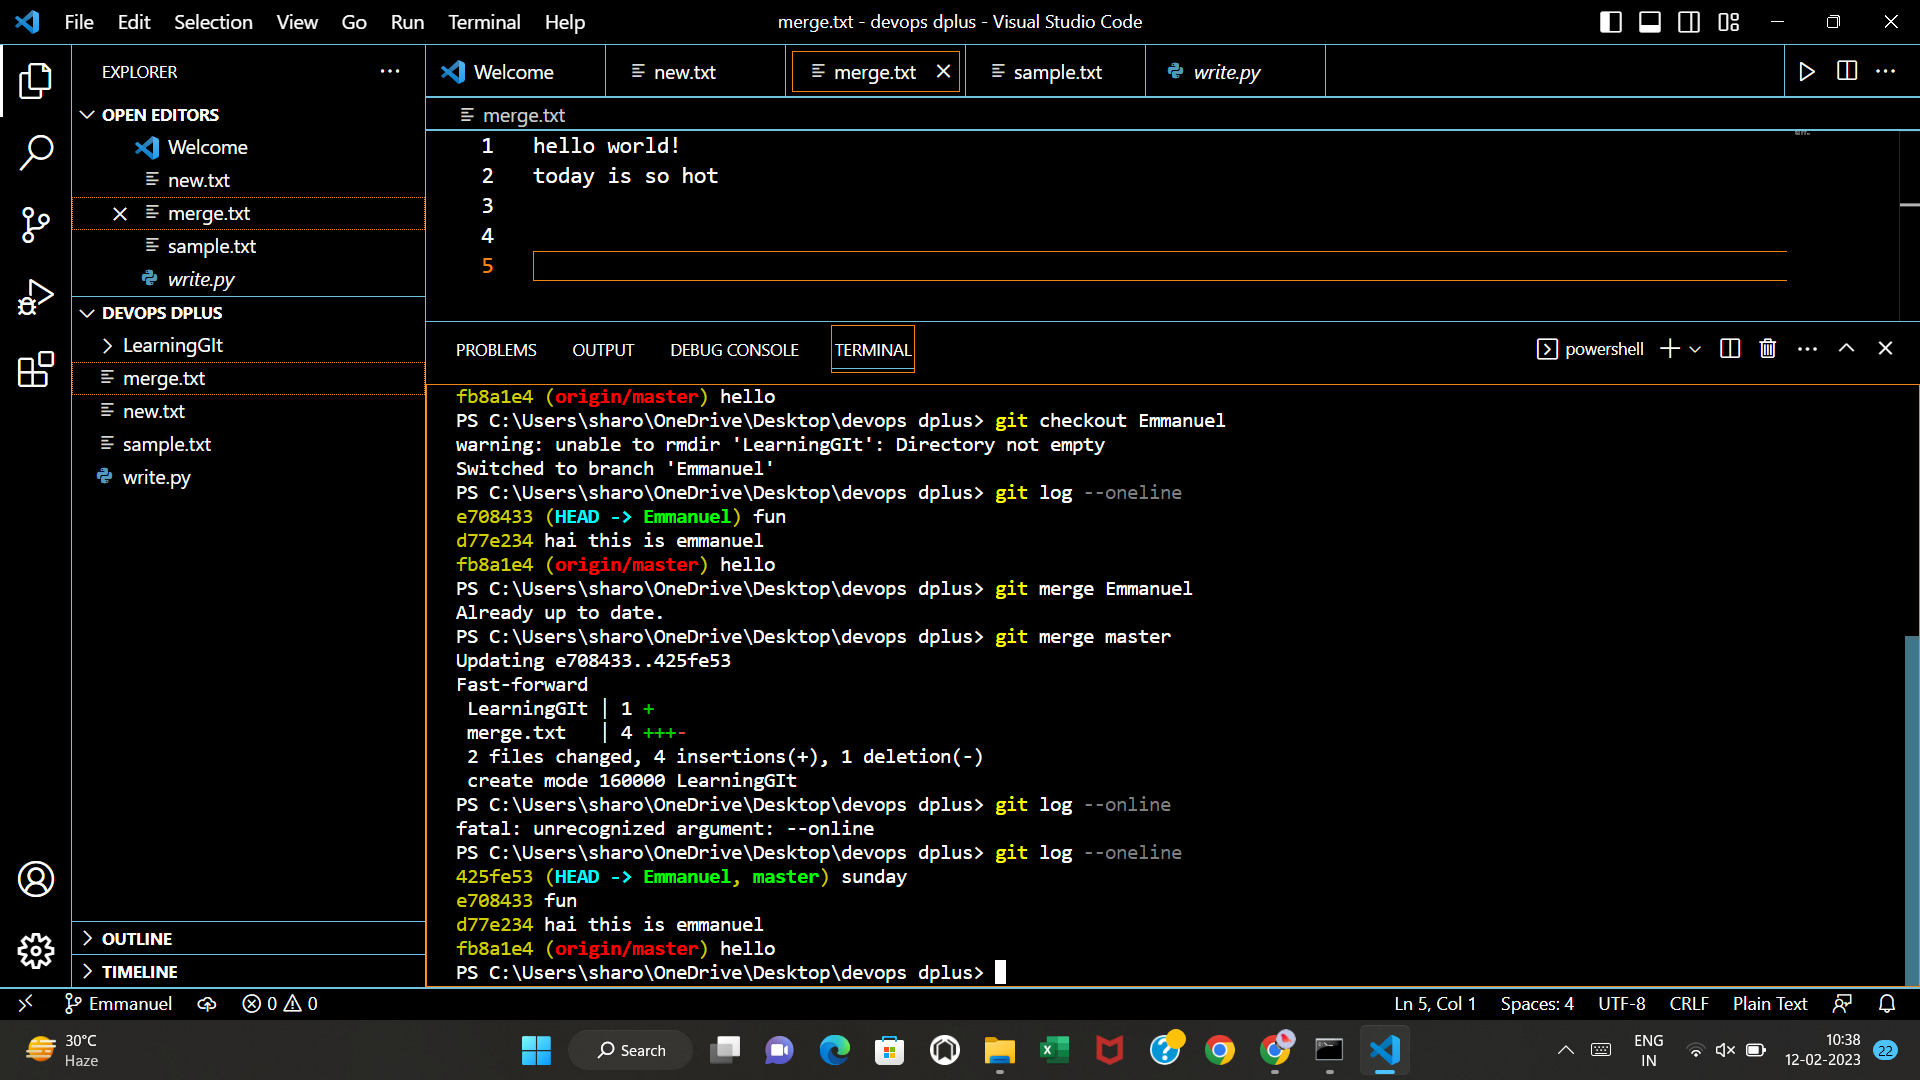 File Edit Selection View Go Run Terminal Help merge.txt - devops dplus - Visual Studio Code
EXPLORER
OPEN EDITORS
Welcome
new.txt
merge.txt
sample.txt
write.py
DEVOPS DPLUS
LearningGIt
merge.txt
new.txt
sample.txt
write.py
OUTLINE
TIMELINE
Welcome new.txt merge.txt sample.txt write.py
merge.txt
1 hello world!
2 today is so hot
3
4
5
PROBLEMS OUTPUT DEBUG CONSOLE TERMINAL powershell
fb8a1e4 (origin/master) hello
PS C:\Users\sharo\OneDrive\Desktop\devops dplus> git checkout Emmanuel
warning: unable to rmdir 'LearningGIt': Directory not empty
Switched to branch 'Emmanuel'
PS C:\Users\sharo\OneDrive\Desktop\devops dplus> git log --oneline
e708433 (HEAD -> Emmanuel) fun
d77e234 hai this is emmanuel
fb8a1e4 (origin/master) hello
PS C:\Users\sharo\OneDrive\Desktop\devops dplus> git merge Emmanuel
Already up to date.
PS C:\Users\sharo\OneDrive\Desktop\devops dplus> git merge master
Updating e708433..425fe53
Fast-forward
LearningGIt | 1 +
merge.txt | 4 +++-
2 files changed, 4 insertions(+), 1 deletion(-)
create mode 160000 LearningGIt
PS C:\Users\sharo\OneDrive\Desktop\devops dplus> git log --online
fatal: unrecognized argument: --online
PS C:\Users\sharo\OneDrive\Desktop\devops dplus> git log --oneline
425fe53 (HEAD -> Emmanuel, master) sunday
e708433 fun
d77e234 hai this is emmanuel
fb8a1e4 (origin/master) hello
PS C:\Users\sharo\OneDrive\Desktop\devops dplus>
Emmanuel 0 0 Ln 5, Col 1 Spaces: 4 UTF-8 CRLF Plain Text
30°C
Haze
Search
ENG
IN
10:38
12-02-2023
22